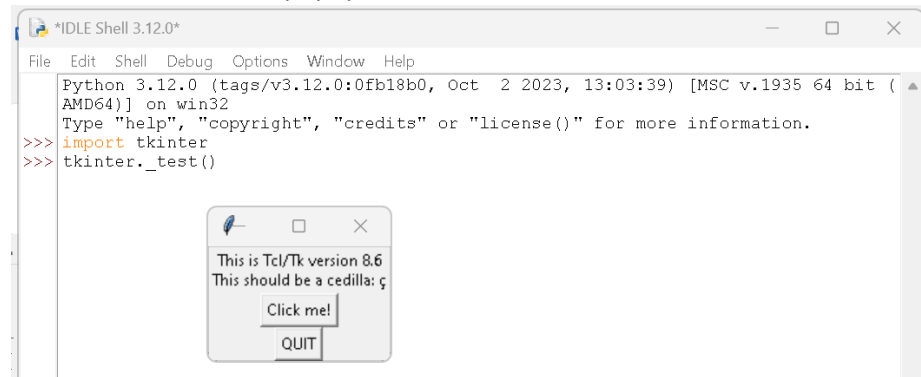 *IDLE Shell 3.12.0*
File Edit Shell Debug Options Window Help
Python 3.12.0 (tags/v3.12.0:0fb18b0, Oct  2 2023, 13:03:39) [MSC v.1935 64 bit (
AMD64)] on win32
Type "help", "copyright", "credits" or "license()" for more information.
>>> import tkinter
>>> tkinter._test()
This is Tcl/Tk version 8.6
This should be a cedilla: ç
Click me!
QUIT